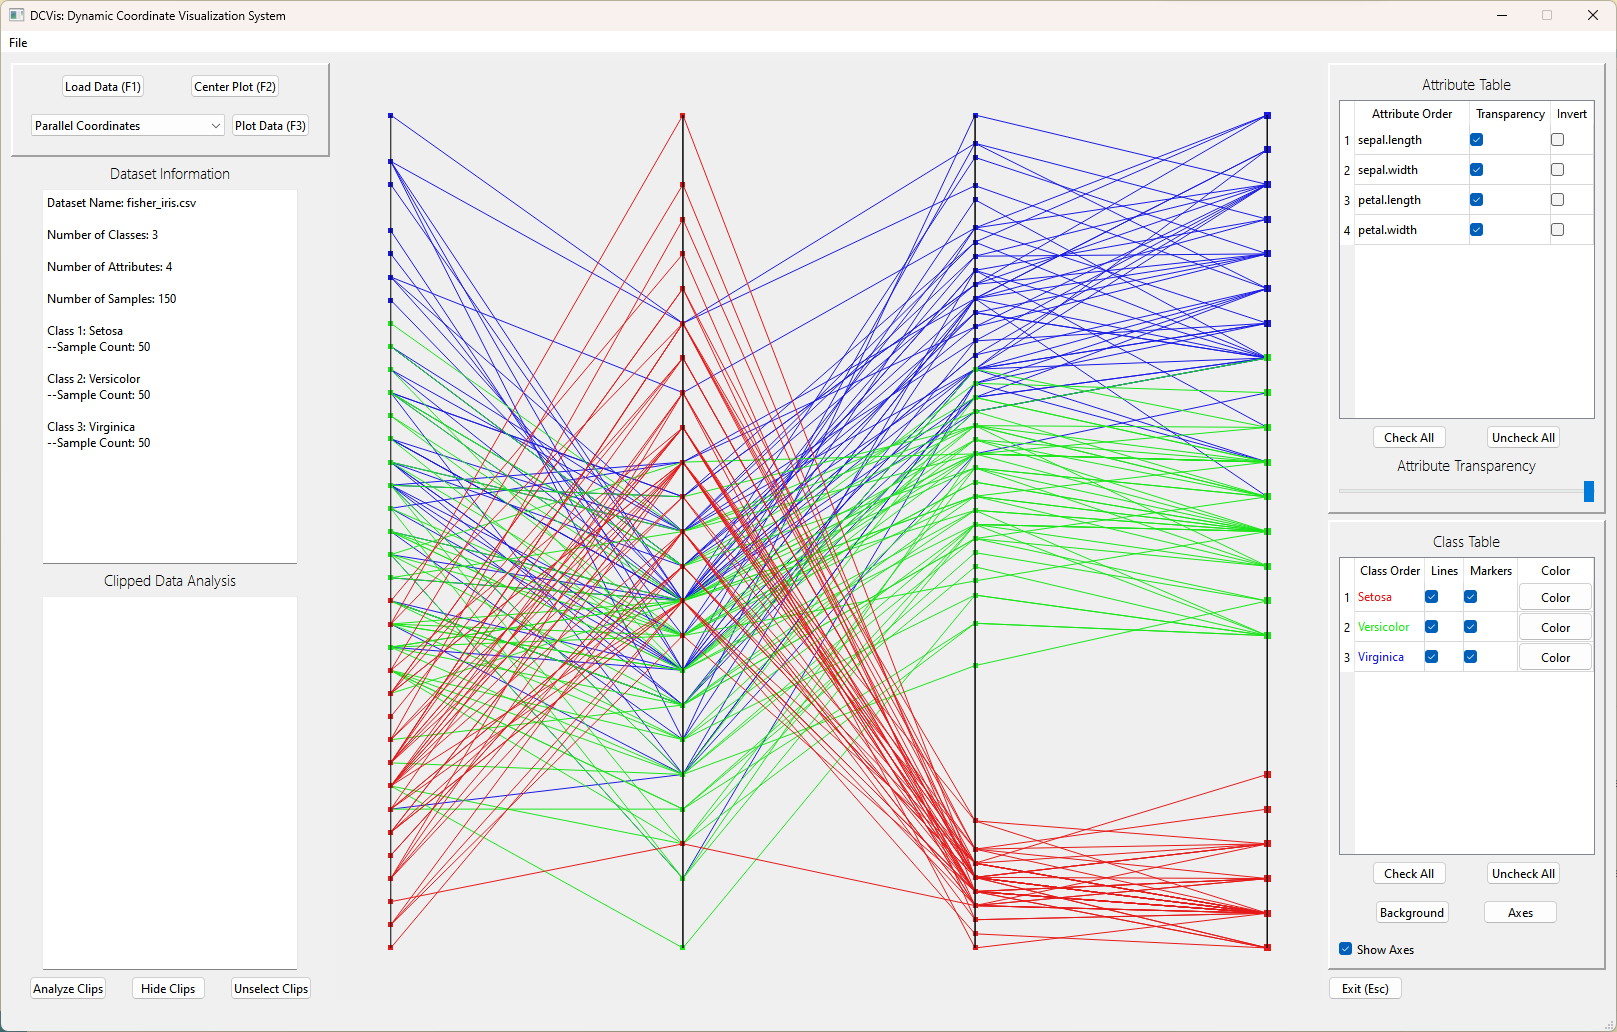 DCVis: Dynamic Coordinate Visualization System
File
Load Data (F1)
Center Plot (F2)
Parallel Coordinates
Plot Data (F3)
Dataset Information
Dataset Name: fisher_iris.csv
Number of Classes: 3
Number of Attributes: 4
Number of Samples: 150
Class 1: Setosa
--Sample Count: 50
Class 2: Versicolor
--Sample Count: 50
Class 3: Virginica
--Sample Count: 50
Clipped Data Analysis
Analyze Clips
Hide Clips
Unselect Clips
Attribute Table
Attribute Order Transparency Invert
1 sepal.length
2 sepal.width
3 petal.length
4 petal.width
Check All
Uncheck All
Attribute Transparency
Class Table
Class Order Lines Markers Color
1 Setosa Color
2 Versicolor Color
3 Virginica Color
Check All
Uncheck All
Background
Axes
Show Axes
Exit (Esc)